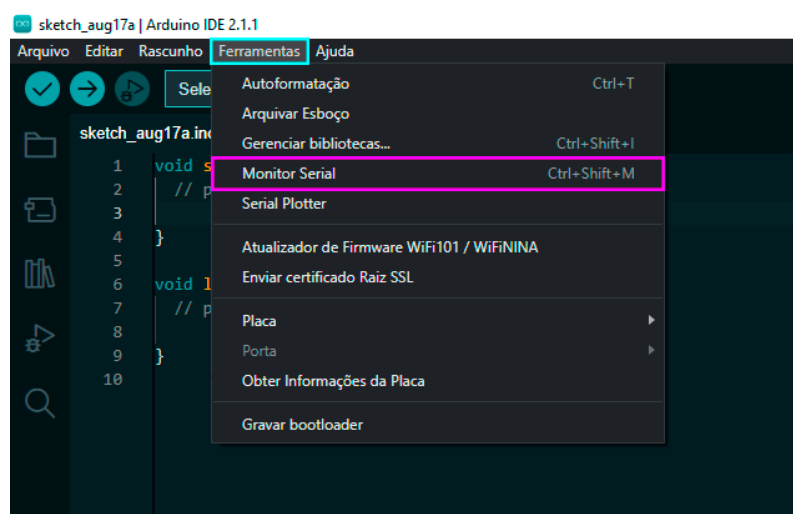 sketch_aug17a | Arduino IDE 2.1.1
Arquivo Editar Rascunho Ferramentas Ajuda
Sele
sketch_aug17a.ino
Autoformatação Ctrl+T
Arquivar Esboço
Gerenciar bibliotecas... Ctrl+Shift+I
Monitor Serial Ctrl+Shift+M
Serial Plotter
Atualizador de Firmware WiFi101 / WiFiNINA
Enviar certificado Raiz SSL
Placa
Porta
Obter Informações da Placa
Gravar bootloader
1 void s
2 // p
3
4 }
5
6 void l
7 // p
8
9 }
10